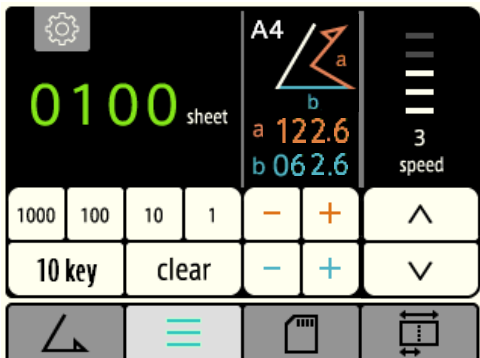 A4
a
b
0100 sheet
a 122.6
b 062.6
3
speed
1000 100 10 1 - +
10 key clear - +